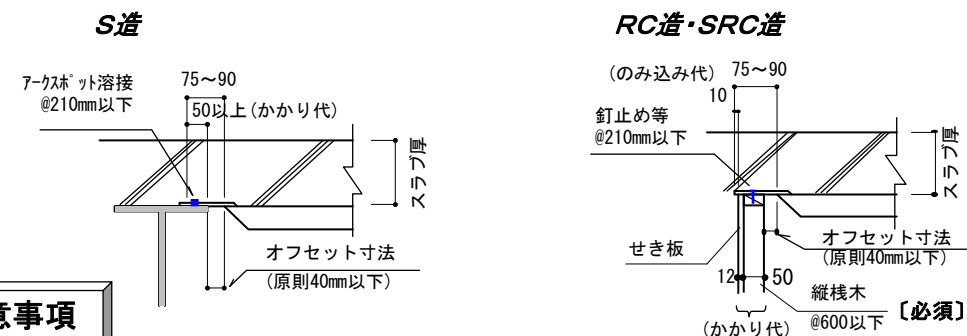 S造
アークスポット溶接
@210mm以下
75～90
50以上(かかり代)
スラブ厚
オフセット寸法
(原則40mm以下)
意事項
RC造・SRC造
(のみ込み代) 75～90
10
釘止め等
@210mm以下
スラブ厚
せき板
オフセット寸法
(原則40mm以下)
12 50
縦桟木
@600以下 〔必須〕
(かかり代)